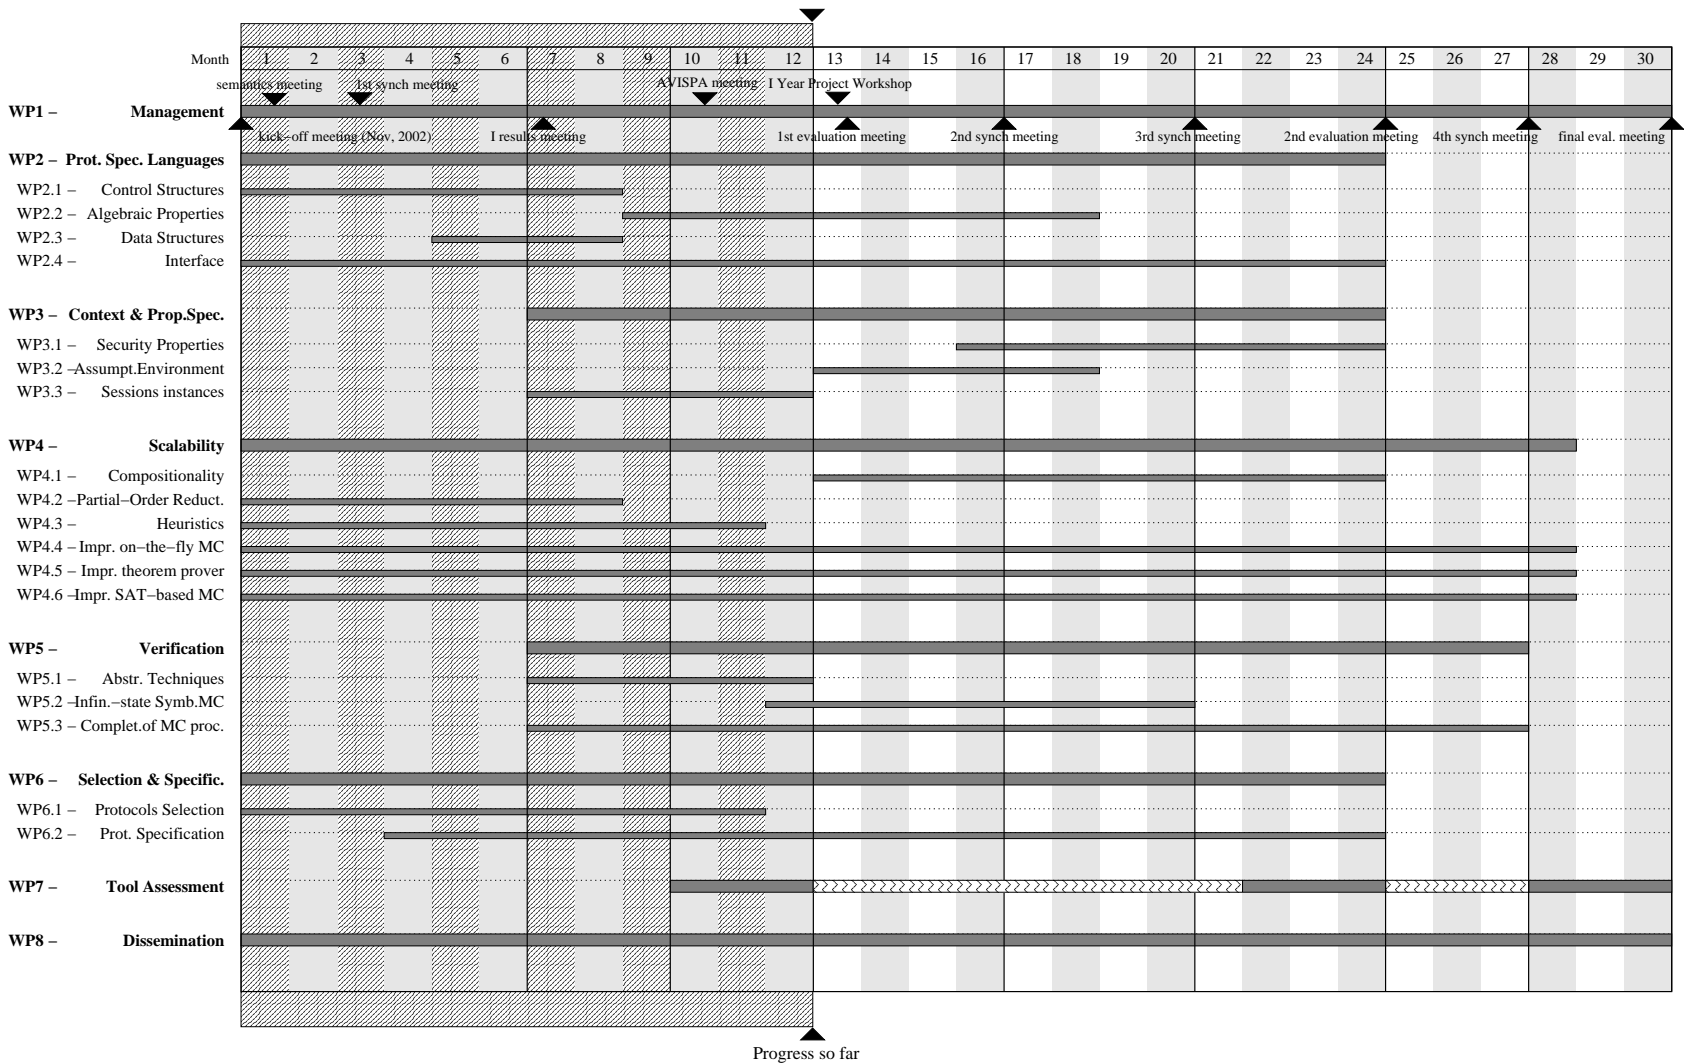 Month 1 2 3 4 5 6 7 8 9 10 11 12 13 14 15 16 17 18 19 20 21 22 23 24 25 26 27 28 29 30
semantics meeting 1st synch meeting AVISPA meeting I Year Project Workshop
WP1 − Management
kick−off meeting (Nov, 2002) I results meeting 1st evaluation meeting 2nd synch meeting 3rd synch meeting 2nd evaluation meeting 4th synch meeting final eval. meeting
WP2 − Prot. Spec. Languages
WP2.1 − Control Structures
WP2.2 − Algebraic Properties
WP2.3 − Data Structures
WP2.4 − Interface
WP3 − Context & Prop.Spec.
WP3.1 − Security Properties
WP3.2 −Assumpt.Environment
WP3.3 − Sessions instances
WP4 − Scalability
WP4.1 − Compositionality
WP4.2 −Partial−Order Reduct.
WP4.3 − Heuristics
WP4.4 − Impr. on−the−fly MC
WP4.5 − Impr. theorem prover
WP4.6 −Impr. SAT−based MC
WP5 − Verification
WP5.1 − Abstr. Techniques
WP5.2 −Infin.−state Symb.MC
WP5.3 − Complet.of MC proc.
WP6 − Selection & Specific.
WP6.1 − Protocols Selection
WP6.2 − Prot. Specification
WP7 − Tool Assessment
WP8 − Dissemination
Progress so far